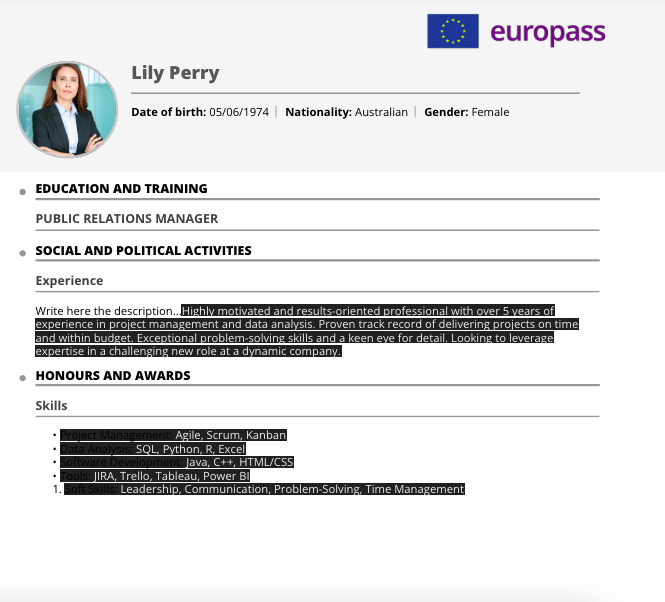 europass
Lily Perry
Date of birth: 05/06/1974 | Nationality: Australian | Gender: Female
EDUCATION AND TRAINING
PUBLIC RELATIONS MANAGER
SOCIAL AND POLITICAL ACTIVITIES
Experience
Write here the description...Highly motivated and results-oriented professional with over 5 years of
experience in project management and data analysis. Proven track record of delivering projects on time
and within budget. Exceptional problem-solving skills and a keen eye for detail. Looking to leverage
expertise in a challenging new role at a dynamic company.
HONOURS AND AWARDS
Skills
• Project Management: Agile, Scrum, Kanban
• Data Analysis: SQL, Python, R, Excel
• Software Development: Java, C++, HTML/CSS
• Tools: JIRA, Trello, Tableau, Power BI
1. Soft Skills: Leadership, Communication, Problem-Solving, Time Management